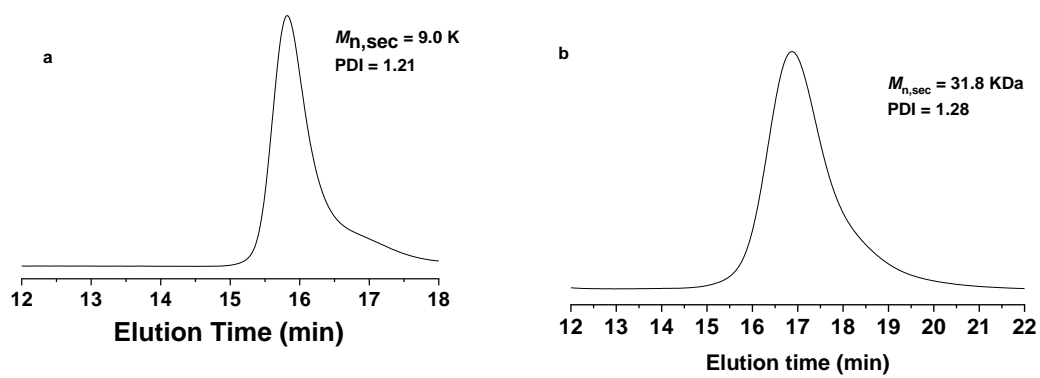 a
Mn,sec = 9.0 K
PDI = 1.21
12 13 14 15 16 17 18
Elution Time (min)
b
Mn,sec = 31.8 KDa
PDI = 1.28
12 13 14 15 16 17 18 19 20 21 22
Elution time (min)